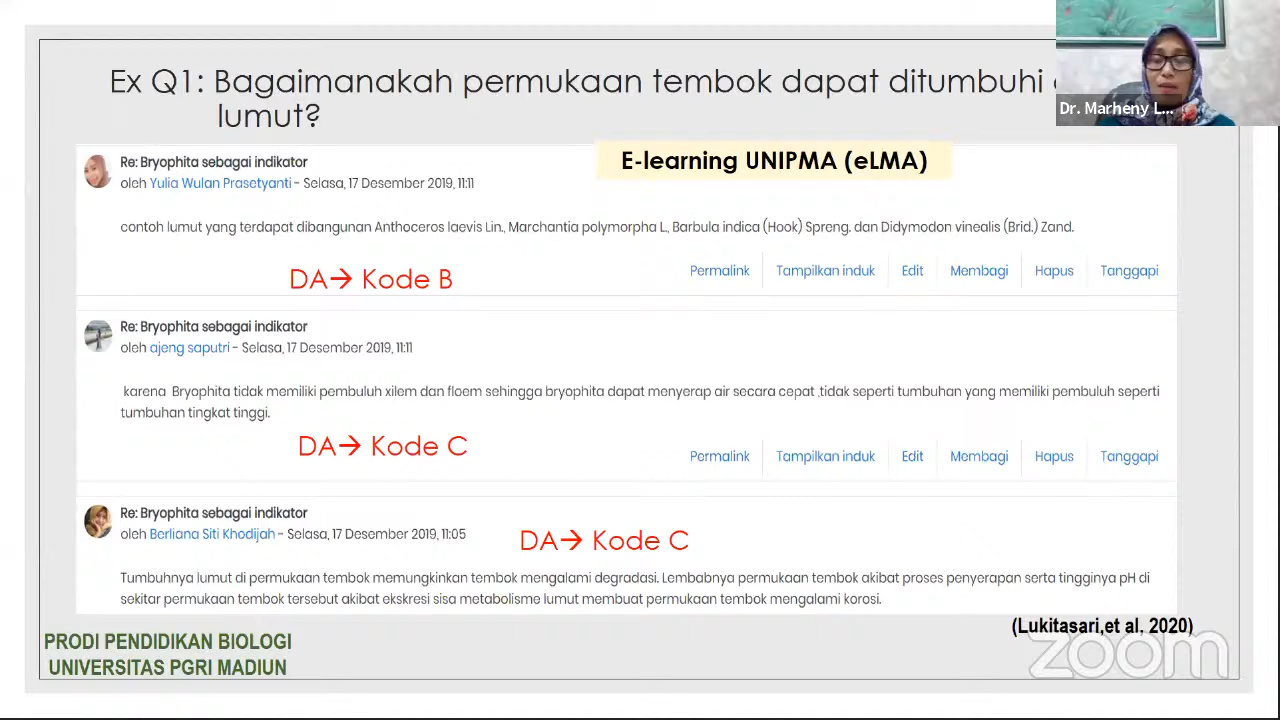 Ex Q1: Bagaimanakah permukaan tembok dapat ditumbuhi
lumut?
Dr. Marheny L...
E-learning UNIPMA (eLMA)
Re: Bryophita sebagai indikator
oleh Yulia Wulan Prasetyanti - Selasa, 17 Desember 2019, 11:11
contoh lumut yang terdapat dibangunan Anthoceros laevis Lin., Marchantia polymorpha L., Barbula indica (Hook) Spreng. dan Didymodon vinealis (Brid.) Zand.
DA→ Kode B
Permalink Tampilkan induk Edit Membagi Hapus Tanggapi
Re: Bryophita sebagai indikator
oleh ajeng saputri - Selasa, 17 Desember 2019, 11:11
karena Bryophita tidak memiliki pembuluh xilem dan floem sehingga bryophita dapat menyerap air secara cepat ,tidak seperti tumbuhan yang memiliki pembuluh seperti
tumbuhan tingkat tinggi.
DA→ Kode C
Permalink Tampilkan induk Edit Membagi Hapus Tanggapi
Re: Bryophita sebagai indikator
oleh Berliana Siti Khodijah - Selasa, 17 Desember 2019, 11:05
DA→ Kode C
Tumbuhnya lumut di permukaan tembok memungkinkan tembok mengalami degradasi. Lembabnya permukaan tembok akibat proses penyerapan serta tingginya pH di
sekitar permukaan tembok tersebut akibat ekskresi sisa metabolisme lumut membuat permukaan tembok mengalami korosi.
(Lukitasari,et al, 2020)
PRODI PENDIDIKAN BIOLOGI
UNIVERSITAS PGRI MADIUN
zoom